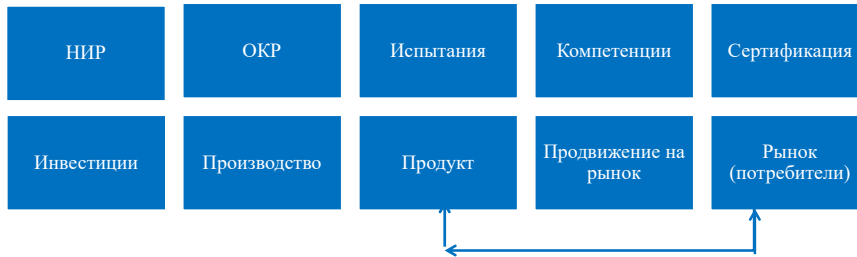 НИР
ОКР
Испытания
Компетенции
Сертификация
Инвестиции
Производство
Продукт
Продвижение на
рынок
Рынок
(потребители)